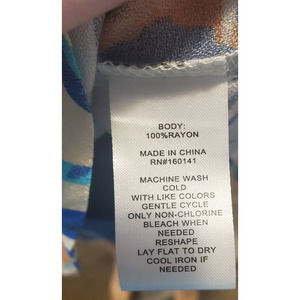 BODY:
100%RAYON
MADE IN CHINA
RN#160141
MACHINE WASH
COLD
WITH LIKE COLORS
GENTLE CYCLE
ONLY NON-CHLORINE
BLEACH WHEN
NEEDED
RESHAPE
LAY FLAT TO DRY
COOL IRON IF
NEEDED